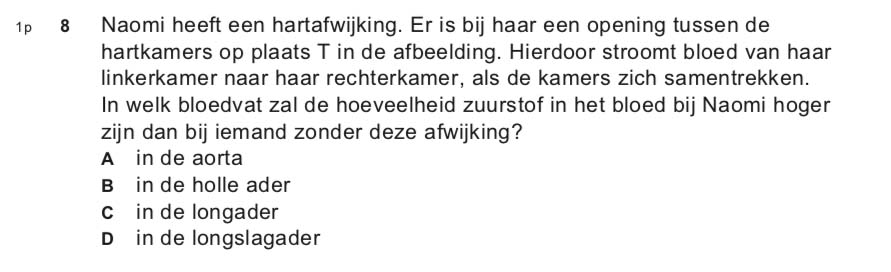 1p 8 Naomi heeft een hartafwijking. Er is bij haar een opening tussen de
hartkamers op plaats T in de afbeelding. Hierdoor stroomt bloed van haar
linkerkamer naar haar rechterkamer, als de kamers zich samentrekken.
In welk bloedvat zal de hoeveelheid zuurstof in het bloed bij Naomi hoger
zijn dan bij iemand zonder deze afwijking?
A in de aorta
B in de holle ader
C in de longader
D in de longslagader